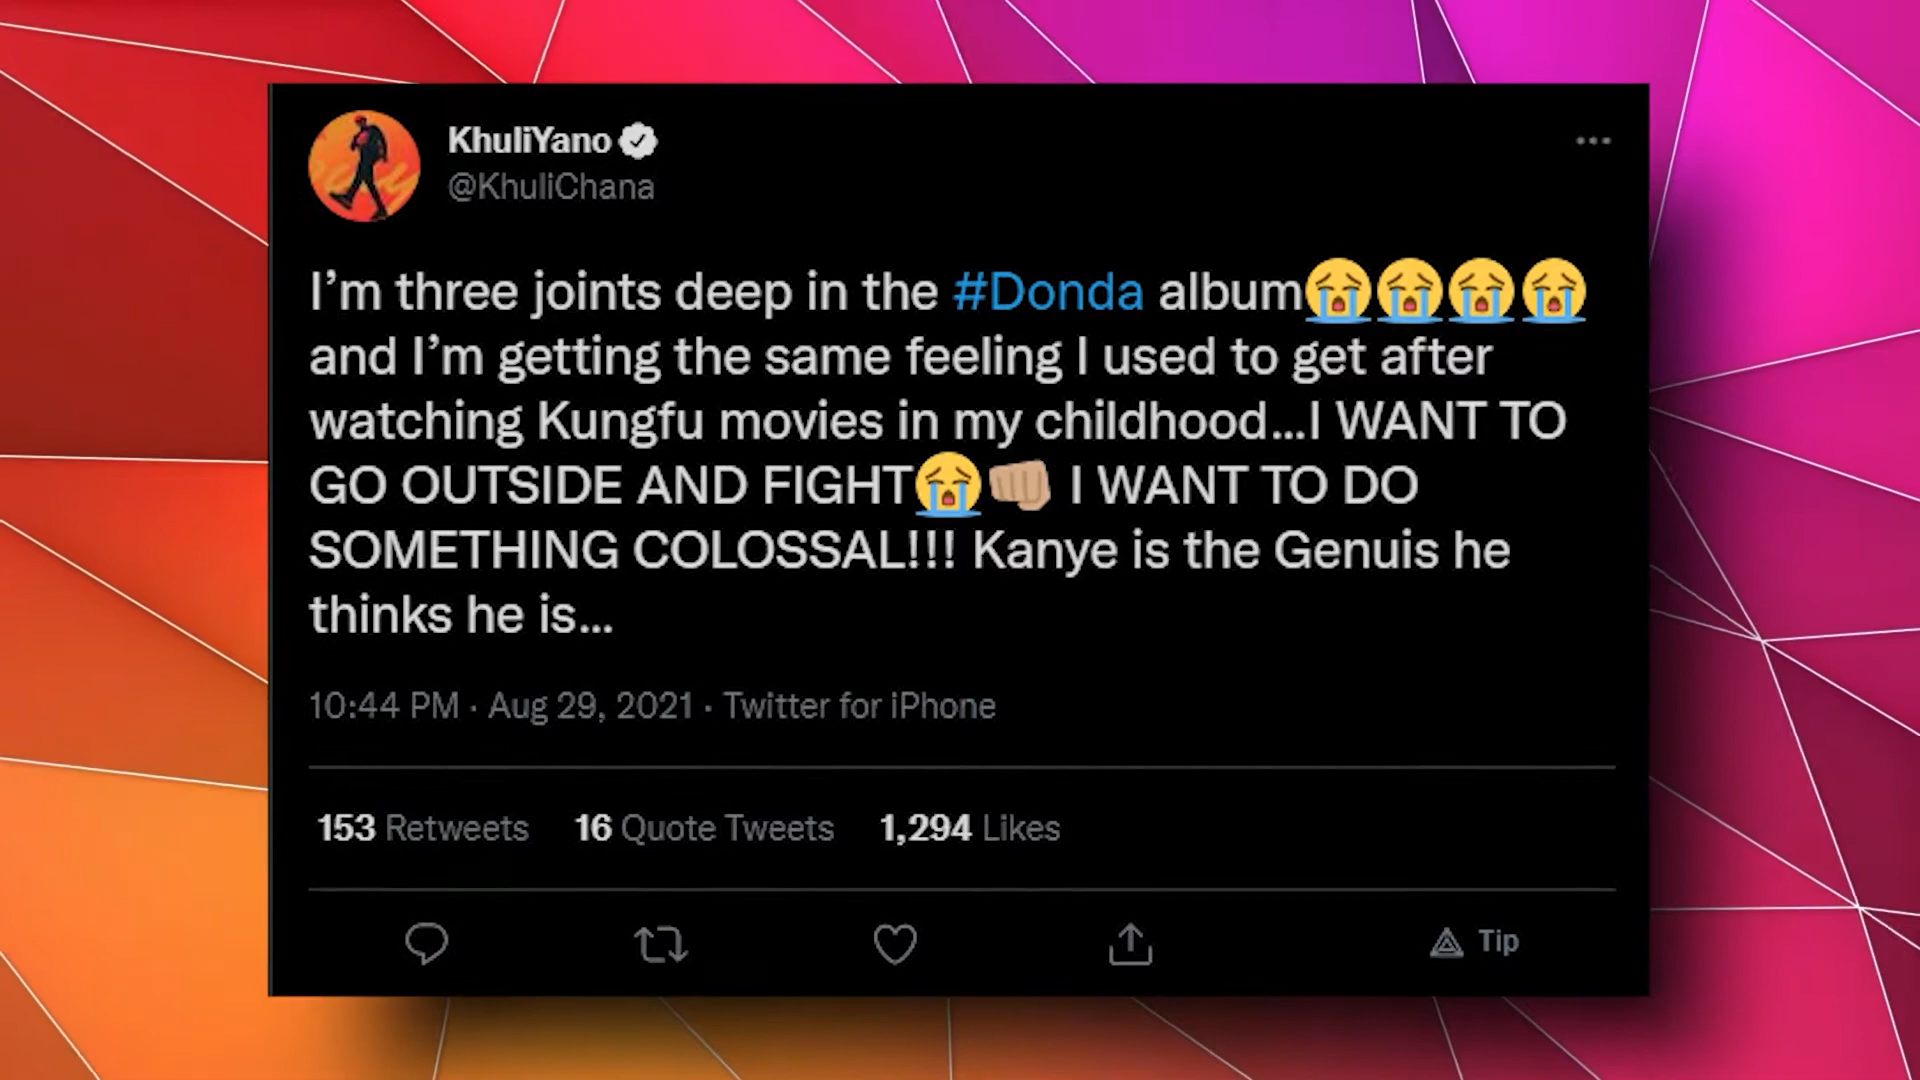 KhuliYano
@KhuliChana
I’m three joints deep in the #Donda album😭😭😭😭
and I’m getting the same feeling I used to get after
watching Kungfu movies in my childhood...I WANT TO
GO OUTSIDE AND FIGHT😭👊🏼 I WANT TO DO
SOMETHING COLOSSAL!!! Kanye is the Genuis he
thinks he is...
10:44 PM · Aug 29, 2021 · Twitter for iPhone
153 Retweets 16 Quote Tweets 1,294 Likes
Tip